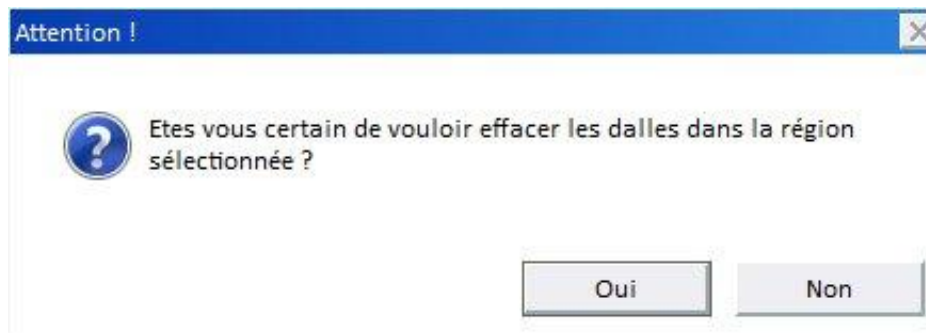 Attention !
Etes vous certain de vouloir effacer les dalles dans la région
sélectionnée ?
Oui
Non